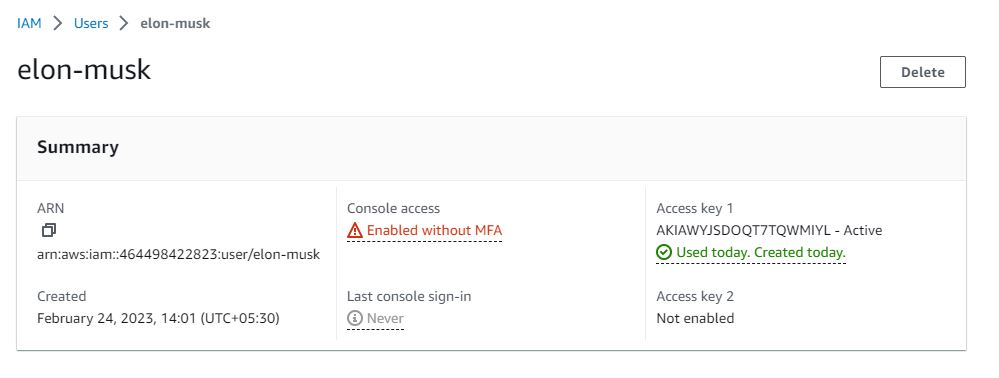 IAM > Users > elon-musk
elon-musk
Delete
Summary
ARN
arn:aws:iam::464498422823:user/elon-musk
Created
February 24, 2023, 14:01 (UTC+05:30)
Console access
Enabled without MFA
Last console sign-in
Never
Access key 1
AKIAWYJSDOQT7TQWMIYL - Active
Used today. Created today.
Access key 2
Not enabled